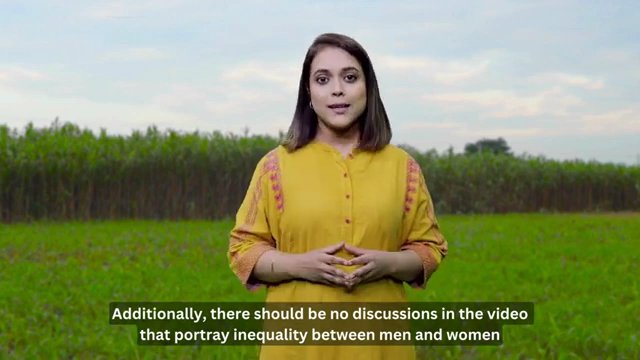 Additionally, there should be no discussions in the video
that portray inequality between men and women